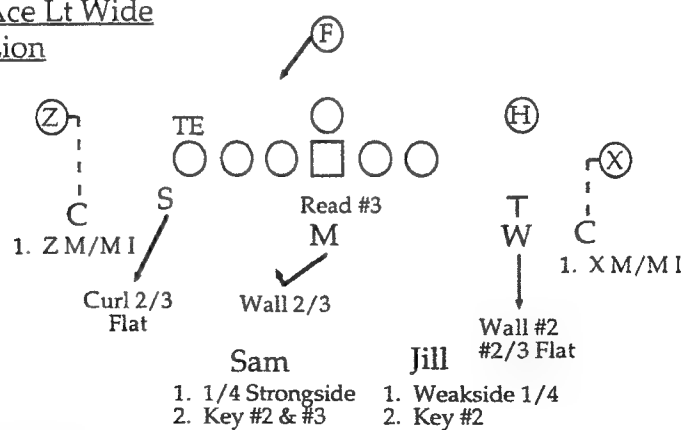 Ace Lt Wide
Lion
F
Z
TE
H
X
S
C
1. Z M/M I
Read #3
M
W
C
1. X M/M I
Curl 2/3
Flat
Wall 2/3
Wall #2
#2/3 Flat
Sam
1. 1/4 Strongside
2. Key #2 & #3
Jill
1. Weakside 1/4
2. Key #2